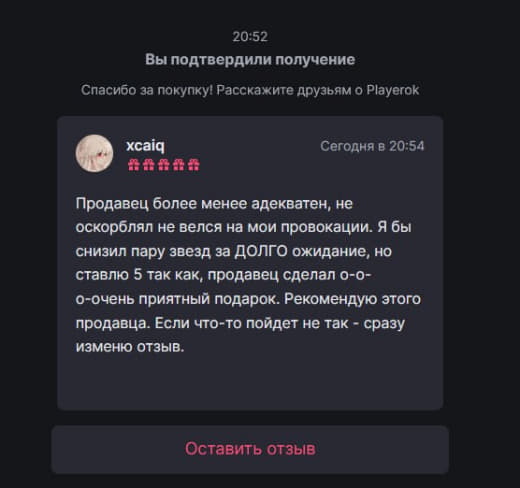 20:52
Вы подтвердили получение
Спасибо за покупку! Расскажите друзьям о Playerok
xcaiq
Сегодня в 20:54
Продавец более менее адекватен, не
оскорблял не велся на мои провокации. Я бы
снизил пару звезд за ДОЛГО ожидание, но
ставлю 5 так как, продавец сделал о-о-
о-очень приятный подарок. Рекомендую этого
продавца. Если что-то пойдет не так - сразу
изменю отзыв.
Оставить отзыв